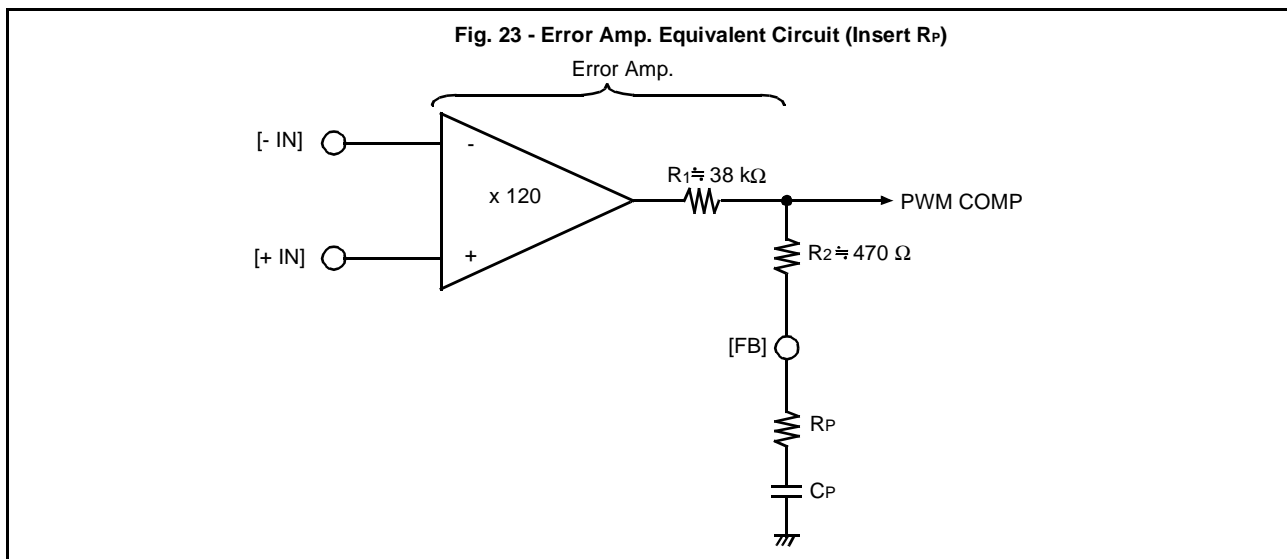 Fig. 23 - Error Amp. Equivalent Circuit (Insert RP)
Error Amp.
[- IN]
-
x 120
R1≒ 38 kΩ
PWM COMP
[+ IN]
+
R2≒ 470 Ω
[FB]
RP
CP